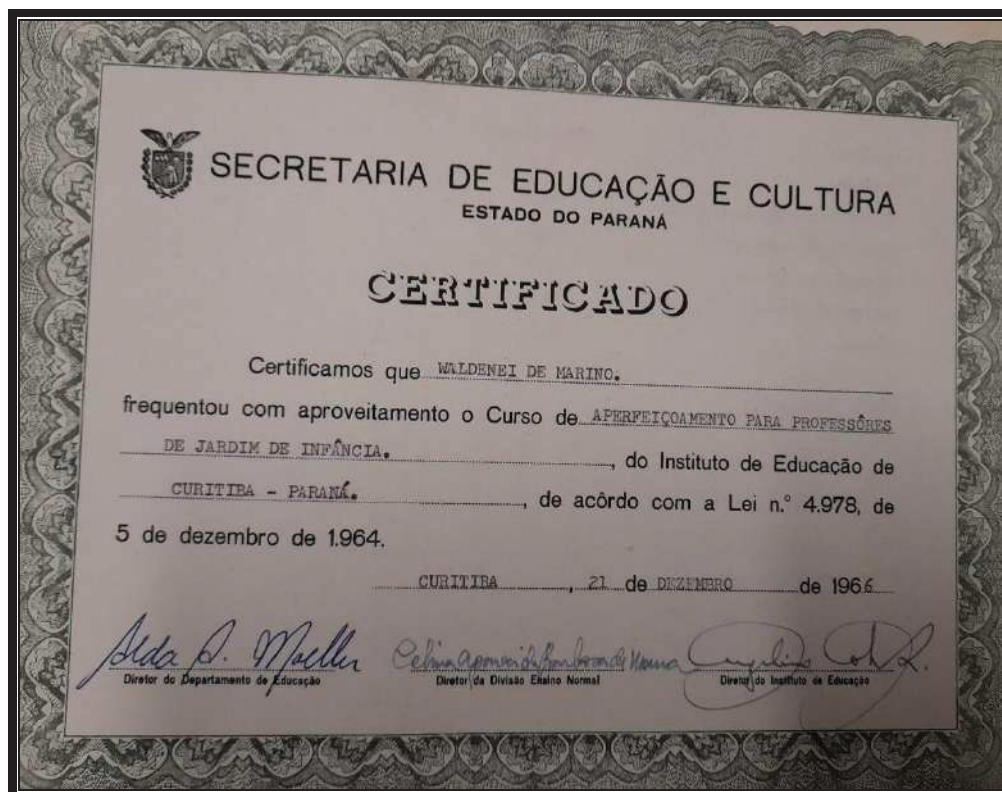 SECRETARIA DE EDUCAÇÃO E CULTURA
ESTADO DO PARANÁ
CERTIFICADO
Certificamos que WALDENEI DE MARINO.
frequentou com aproveitamento o Curso de APERFEIÇOAMENTO PARA PROFESSÔRES
DE JARDIM DE INFÂNCIA. , do Instituto de Educação de
CURITIBA - PARANÁ. , de acôrdo com a Lei n.° 4.978, de
5 de dezembro de 1.964.
CURITIBA , 21 de DEZEMBRO de 1966
Alda A. Moeller
Diretor do Departamento de Educação Diretor da Divisão Ensino Normal Diretor do Instituto de Educação